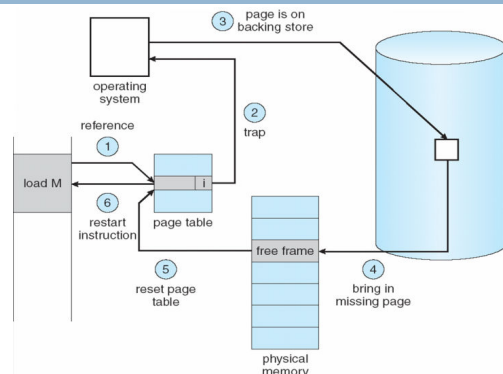 3
page is on
backing store
operating
system
2
trap
reference
1
load M
i
6
restart
instruction
page table
free frame
5
reset page
table
4
bring in
missing page
physical
memory